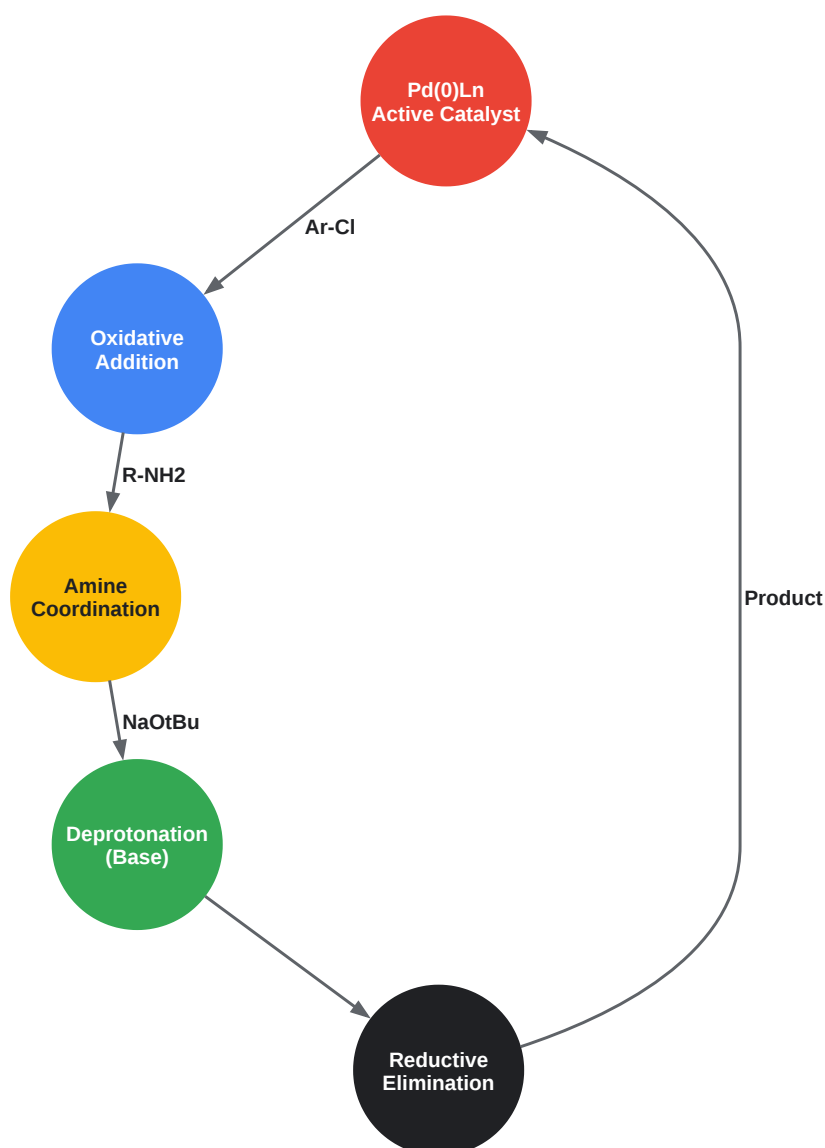 Pd(0)Ln
Active Catalyst
Ar-Cl
Oxidative
Addition
R-NH2
Amine
Coordination
Product
NaOtBu
Deprotonation
(Base)
Reductive
Elimination